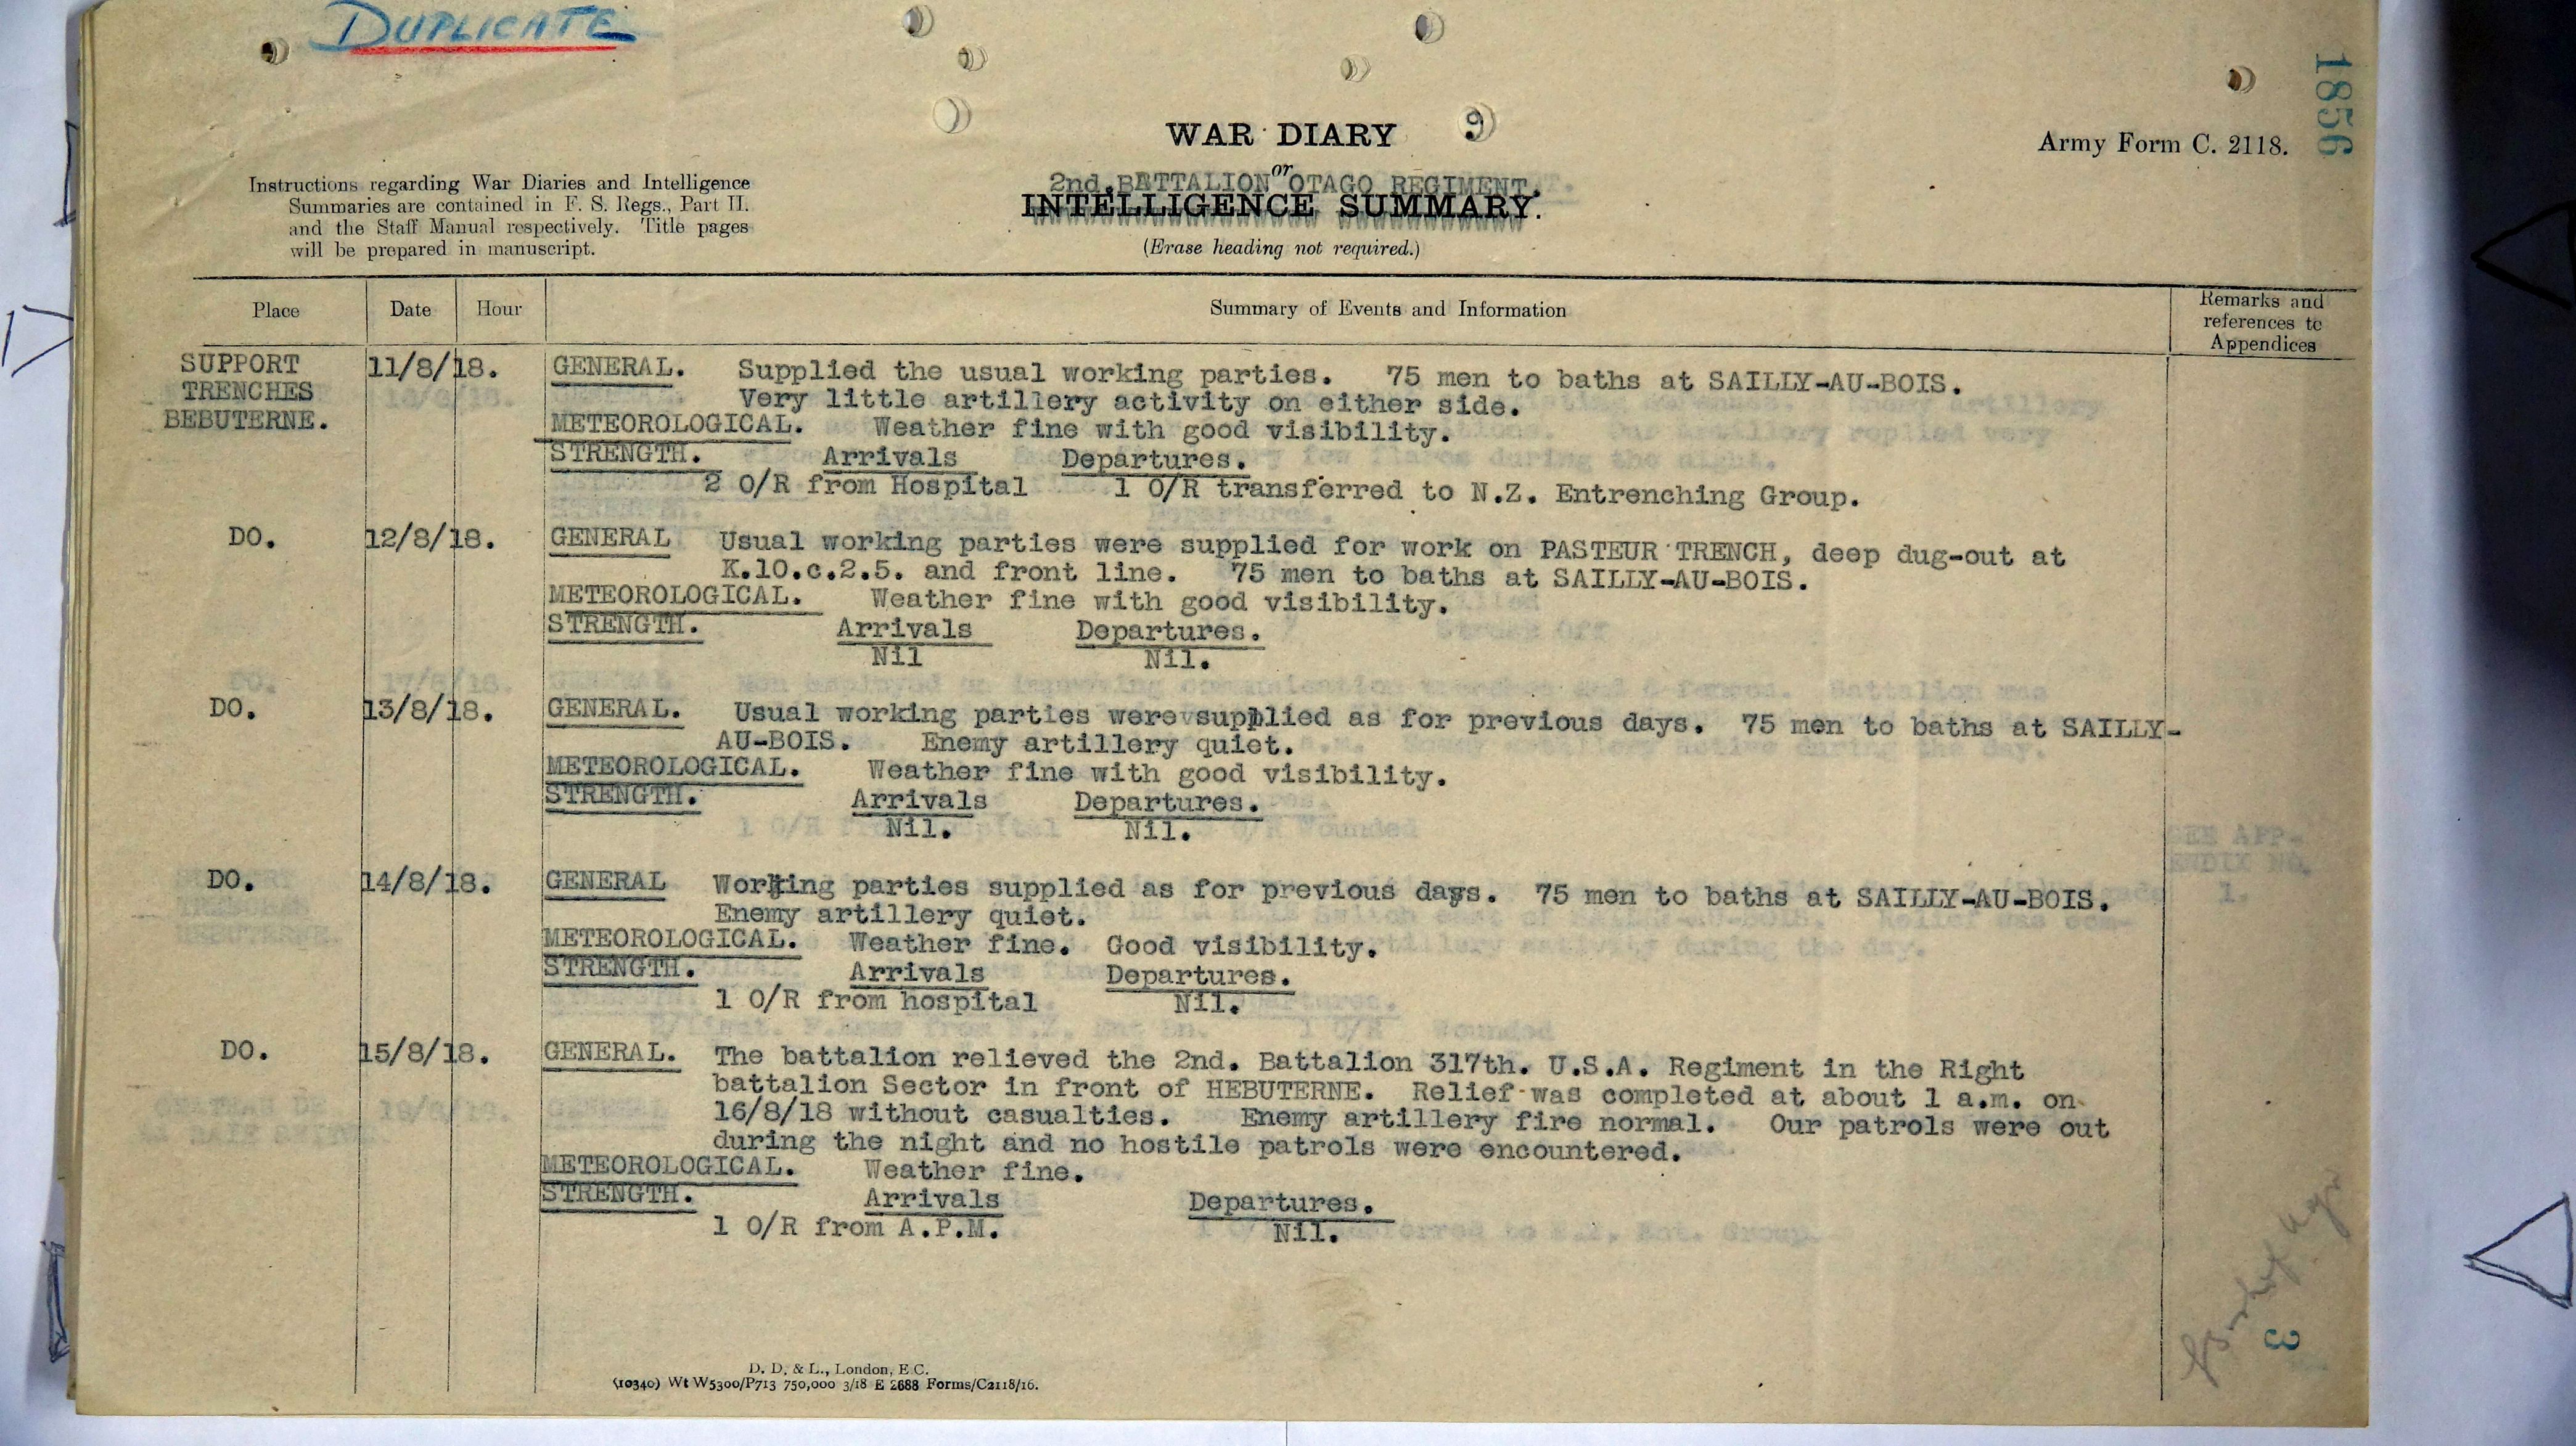 DUPLICATE
1856
WAR DIARY
9
Army Form C. 2118.
or
2nd. BATTALION OTAGO REGIMENT.
INTELLIGENCE SUMMARY.
(Erase heading not required.)
Instructions regarding War Diaries and Intelligence
Summaries are contained in F. S. Regs., Part II.
and the Staff Manual respectively. Title pages
will be prepared in manuscript.
Place Date Hour Summary of Events and Information Remarks and
references to
Appendices
SUPPORT 11/8/18. GENERAL. Supplied the usual working parties. 75 men to baths at SAILLY-AU-BOIS.
TRENCHES Very little artillery activity on either side.
BEBUTERNE. METEOROLOGICAL. Weather fine with good visibility.
STRENGTH. Arrivals Departures.
2 O/R from Hospital 1 O/R transferred to N.Z. Entrenching Group.
DO. 12/8/18. GENERAL Usual working parties were supplied for work on PASTEUR TRENCH, deep dug-out at
K.10.c.2.5. and front line. 75 men to baths at SAILLY-AU-BOIS.
METEOROLOGICAL. Weather fine with good visibility.
STRENGTH. Arrivals Departures.
Nil Nil.
DO. 13/8/18. GENERAL. Usual working parties were supplied as for previous days. 75 men to baths at SAILLY-
AU-BOIS. Enemy artillery quiet.
METEOROLOGICAL. Weather fine with good visibility.
STRENGTH. Arrivals Departures.
Nil. Nil.
DO. 14/8/18. GENERAL Working parties supplied as for previous days. 75 men to baths at SAILLY-AU-BOIS.
Enemy artillery quiet.
METEOROLOGICAL. Weather fine. Good visibility.
STRENGTH. Arrivals Departures.
1 O/R from hospital Nil.
DO. 15/8/18. GENERAL. The battalion relieved the 2nd. Battalion 317th. U.S.A. Regiment in the Right
battalion Sector in front of HEBUTERNE. Relief was completed at about 1 a.m. on
16/8/18 without casualties. Enemy artillery fire normal. Our patrols were out
during the night and no hostile patrols were encountered.
METEOROLOGICAL. Weather fine.
STRENGTH. Arrivals Departures.
1 O/R from A.P.M. Nil.
3
D. D. & L., London, E.C.
(10340) Wt W5300/P713 750,000 3/18 E 2688 Forms/C2118/16.